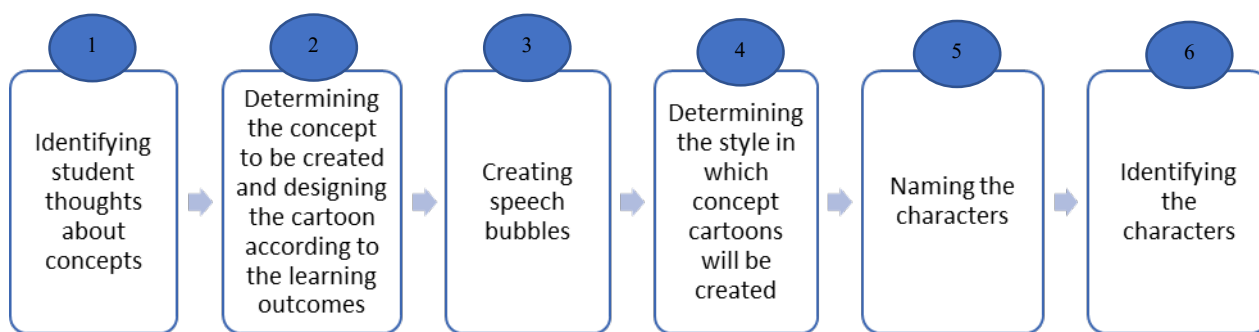 1
Identifying
student
thoughts
about
concepts
2
Determining
the concept
to be created
and designing
the cartoon
according to
the learning
outcomes
3
Creating
speech
bubbles
4
Determining
the style in
which
concept
cartoons
will be
created
5
Naming the
characters
6
Identifying
the
characters